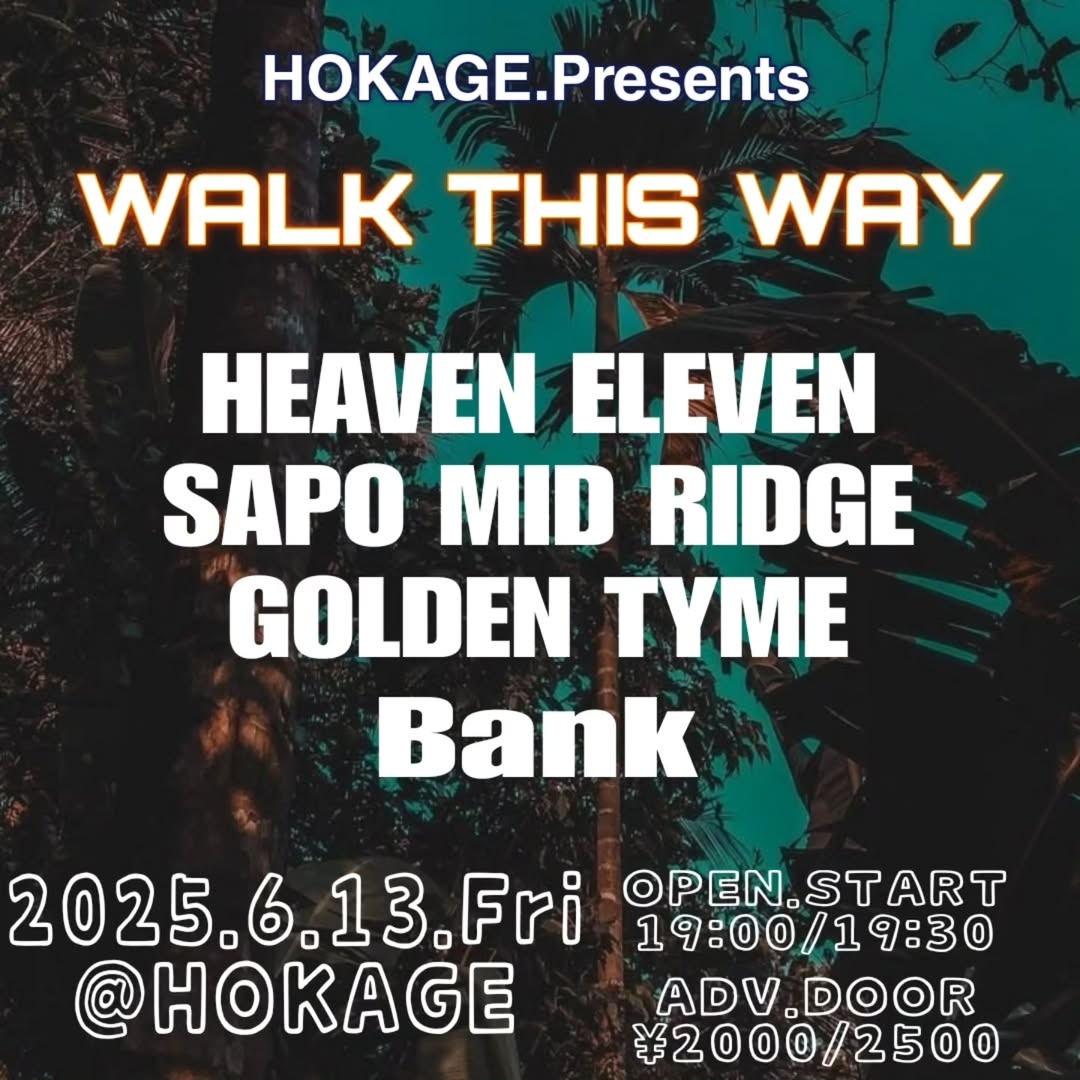 HOKAGE.Presents
WALK THIS WAY
HEAVEN ELEVEN
SAPO MID RIDGE
GOLDEN TYME
Bank
2025.6.13.Fri
@HOKAGE
OPEN.START
19:00/19:30
ADV.DOOR
¥2000/2500